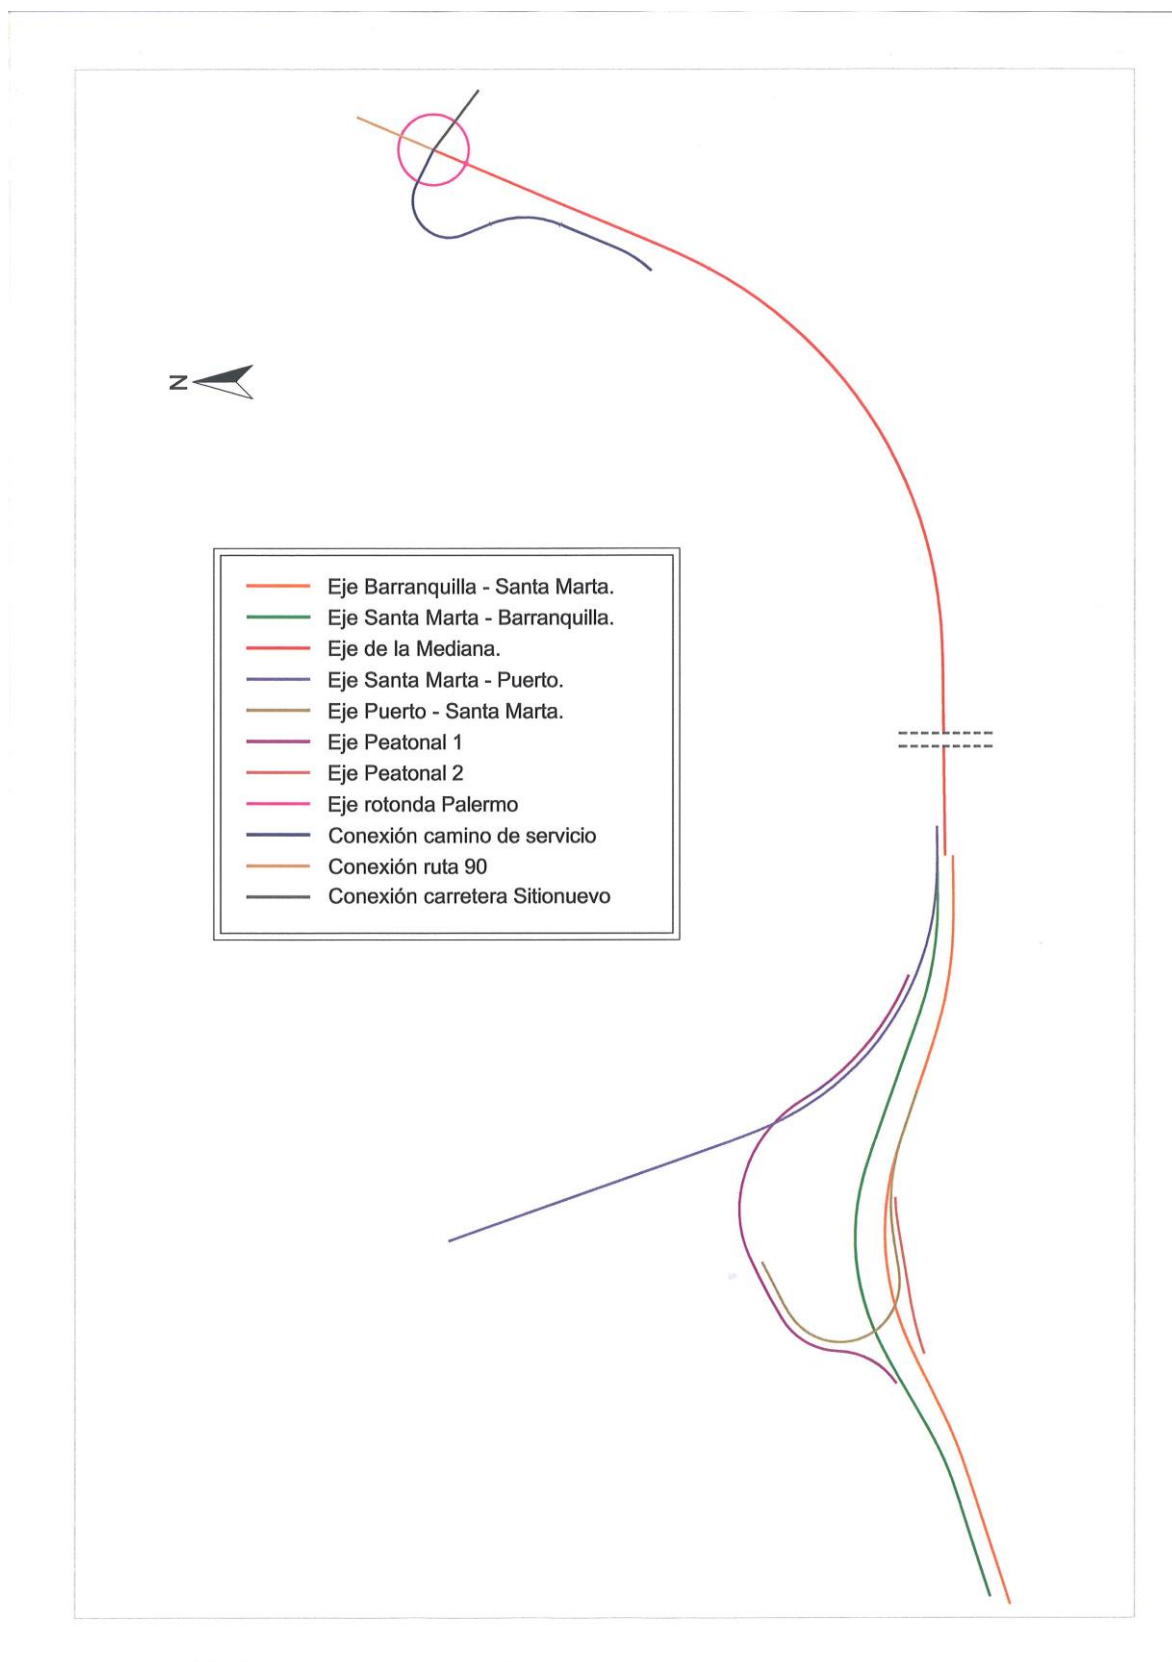 N
Eje Barranquilla - Santa Marta.
Eje Santa Marta - Barranquilla.
Eje de la Mediana.
Eje Santa Marta - Puerto.
Eje Puerto - Santa Marta.
Eje Peatonal 1
Eje Peatonal 2
Eje rotonda Palermo
Conexión camino de servicio
Conexión ruta 90
Conexión carretera Sitionuevo